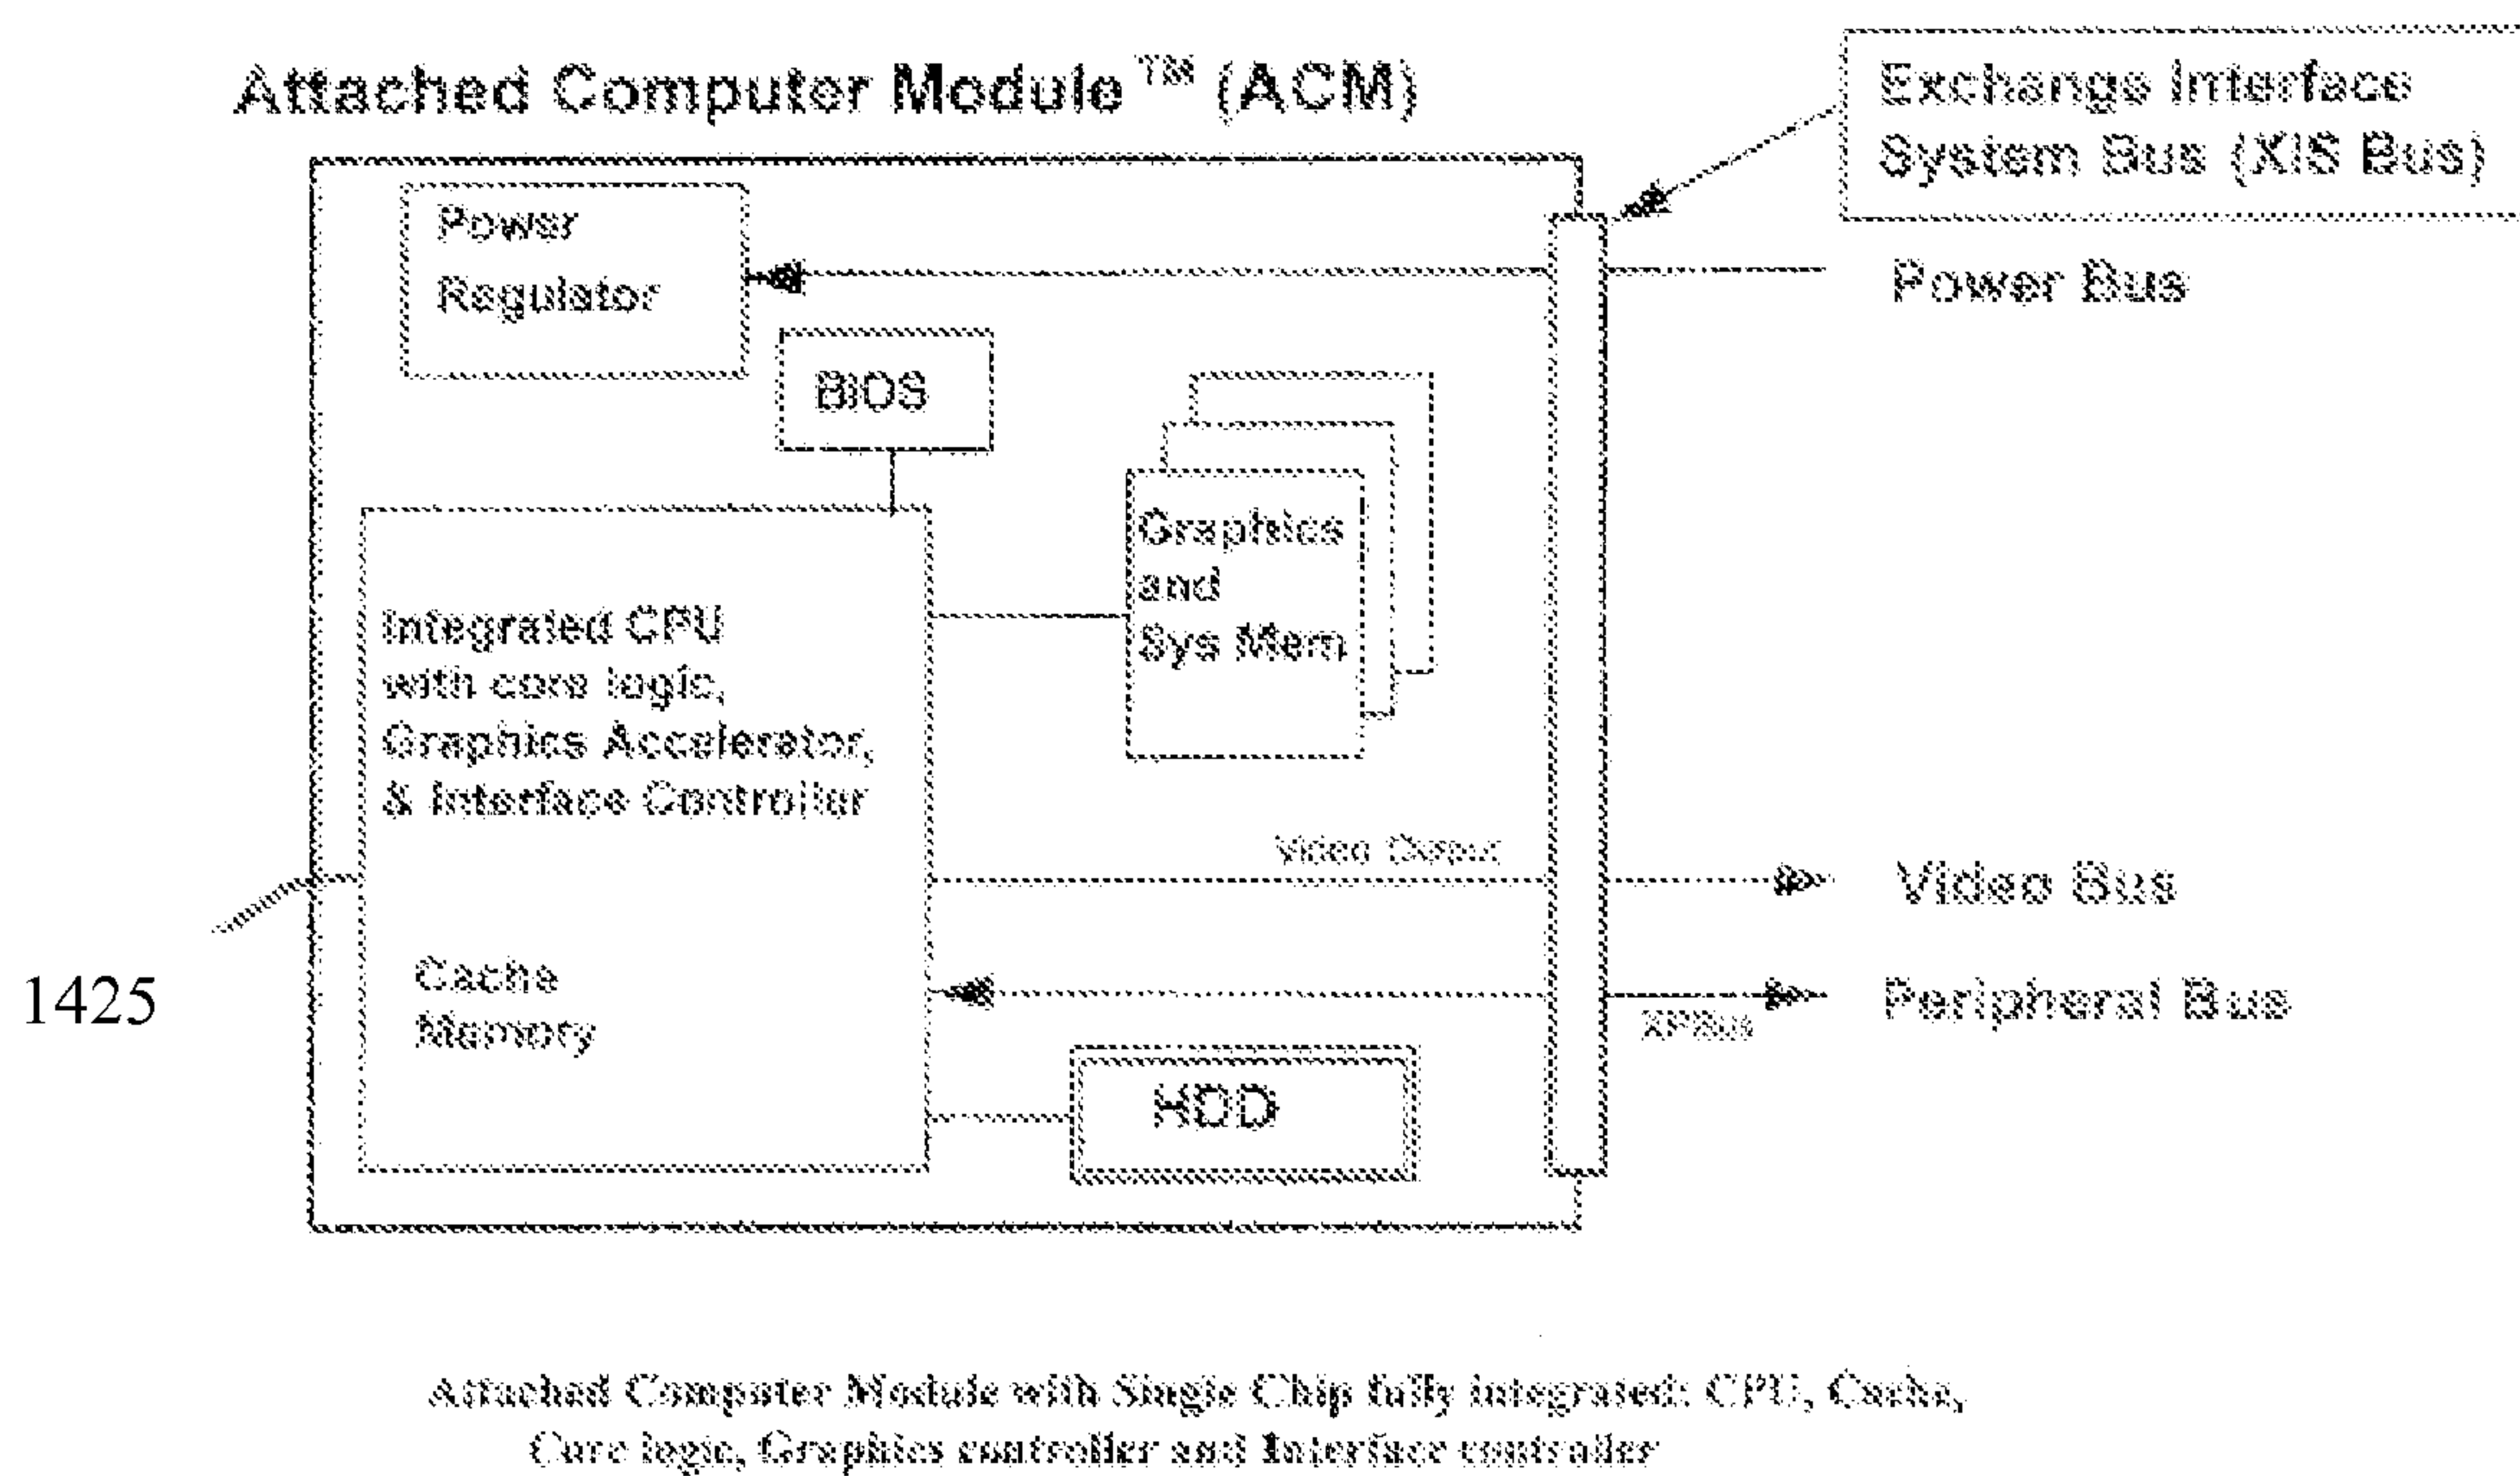 Attached Computer Module™ (ACM)
Exchange Interface
System Bus (XIS Bus)
Power
Regulator
Power Bus
BIOS
Graphics
and
Sys Mem
Integrated CPU
with core logic,
Graphics Accelerator,
& Interface Controller
Video Output
Video Bus
Cache
Memory
1425
Peripheral Bus
XPBus
HDD
Attached Computer Module with Single Chip fully integrated: CPU, Cache,
Core logic, Graphics controller and Interface controller